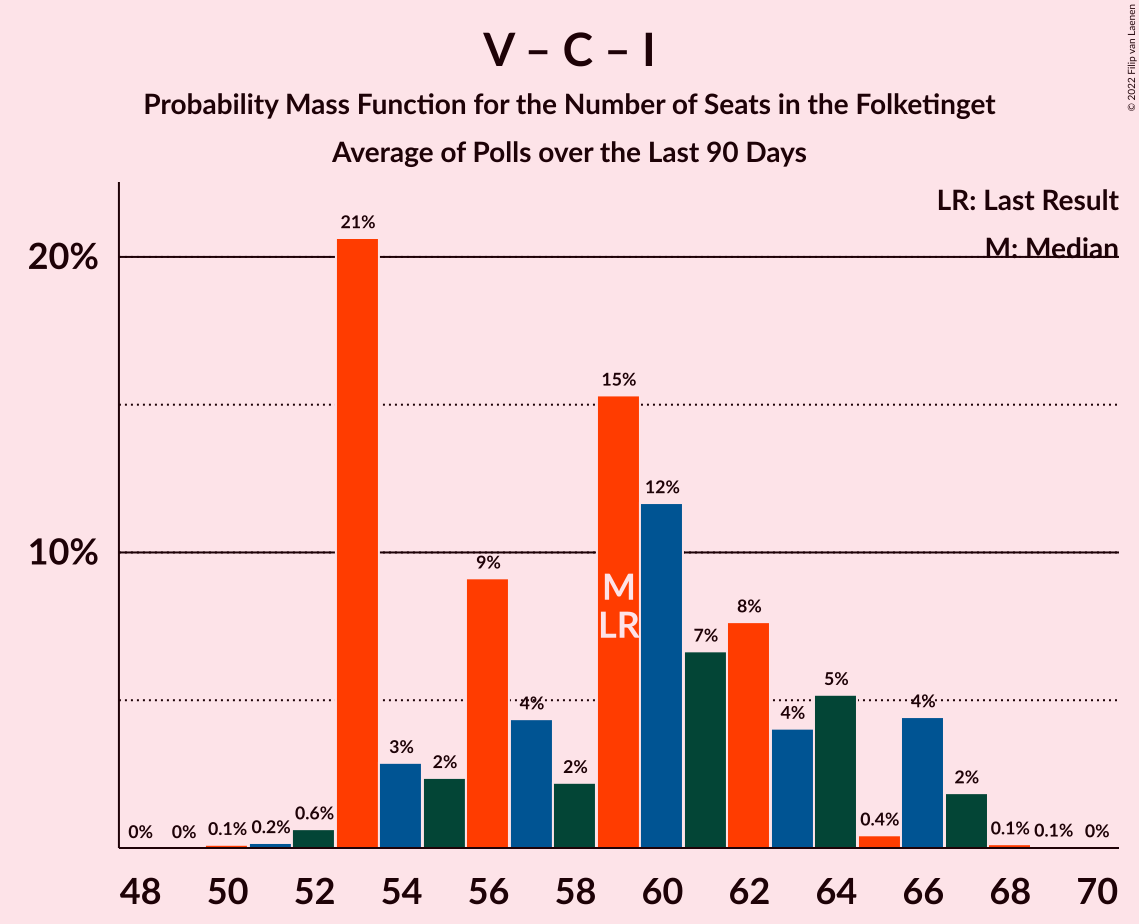 V – C – I
Probability Mass Function for the Number of Seats in the Folketinget
Average of Polls over the Last 90 Days
© 2022 Filip van Laenen
LR: Last Result
M: Median
20%
10%
0%
0%
0.1%
0.2%
0.6%
21%
3%
2%
9%
4%
2%
15%
12%
7%
8%
4%
5%
0.4%
4%
2%
0.1%
0.1%
0%
M
LR
48 50 52 54 56 58 60 62 64 66 68 70